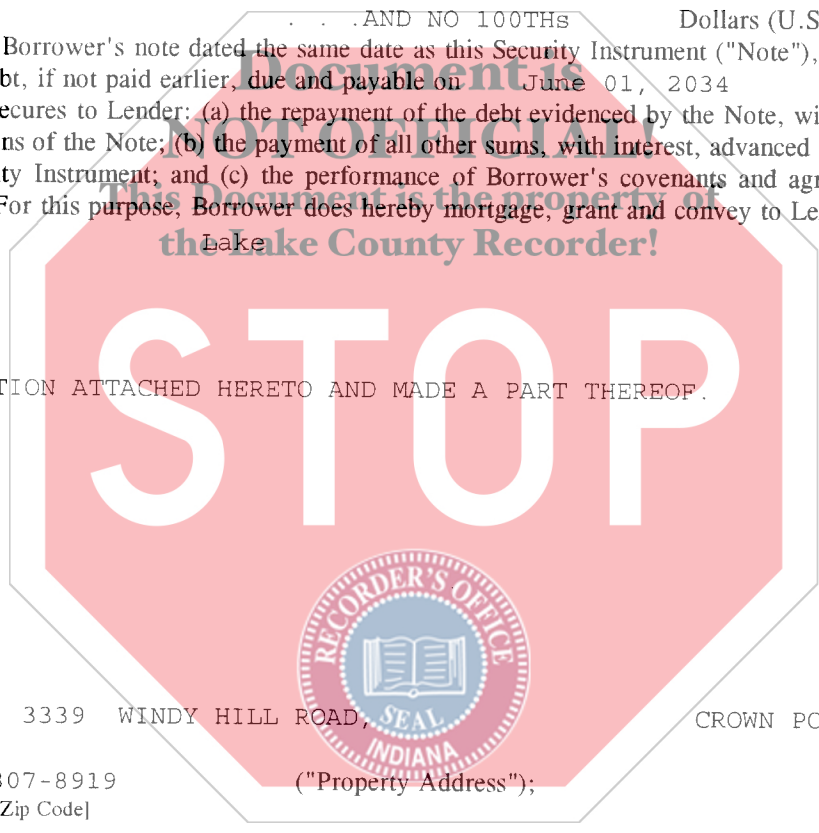 . . .AND NO 100THs Dollars (U.S
Borrower's note dated the same date as this Security Instrument ("Note"),
bt, if not paid earlier, due and payable on June 01, 2034
ecures to Lender: (a) the repayment of the debt evidenced by the Note, wi
ns of the Note; (b) the payment of all other sums, with interest, advanced
ty Instrument; and (c) the performance of Borrower's covenants and agr
For this purpose, Borrower does hereby mortgage, grant and convey to Le
Lake
Document is
NOT OFFICIAL!
This Document is the property of
the Lake County Recorder!
TION ATTACHED HERETO AND MADE A PART THEREOF.
STOP
RECORDER'S OFFICE
SEAL
INDIANA
3339 WINDY HILL ROAD, CROWN PO
307-8919 ("Property Address");
Zip Code]